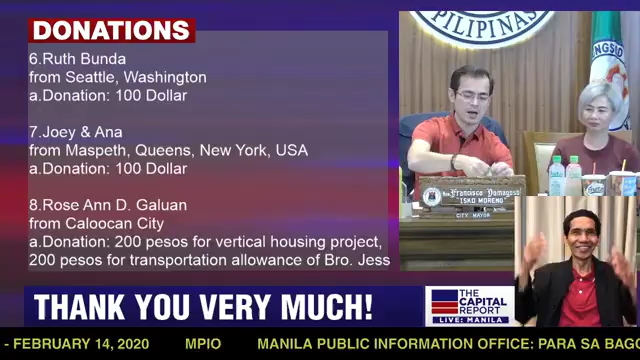 DONATIONS
6.Ruth Bunda
from Seattle, Washington
a.Donation: 100 Dollar
7.Joey & Ana
from Maspeth, Queens, New York, USA
a.Donation: 100 Dollar
8.Rose Ann D. Galuan
from Caloocan City
a.Donation: 200 pesos for vertical housing project,
200 pesos for transportation allowance of Bro. Jess
PILIPINAS
Hon. Francisco Domagoso
"ISKO MORENO"
CITY MAYOR
THANK YOU VERY MUCH!
THE
CAPITAL
REPORT
LIVE: MANILA
- FEBRUARY 14, 2020 MPIO MANILA PUBLIC INFORMATION OFFICE: PARA SA BAGO